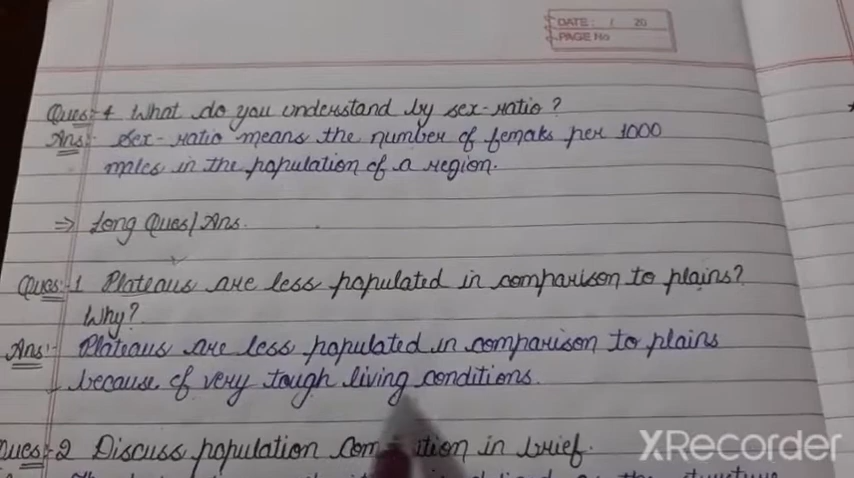 DATE: / 20
PAGE No
Ques:- 4 What do you understand by sex-ratio?
Ans:- Sex-ratio means the number of females per 1000
males in the population of a region.
⇒ Long Ques/Ans.
Ques:-1 Plateaus are less populated in comparison to plains?
Why?
Ans:- Plateaus are less populated in comparison to plains
because of very tough living conditions.
Ques:-2 Discuss population in brief.
XRecorder